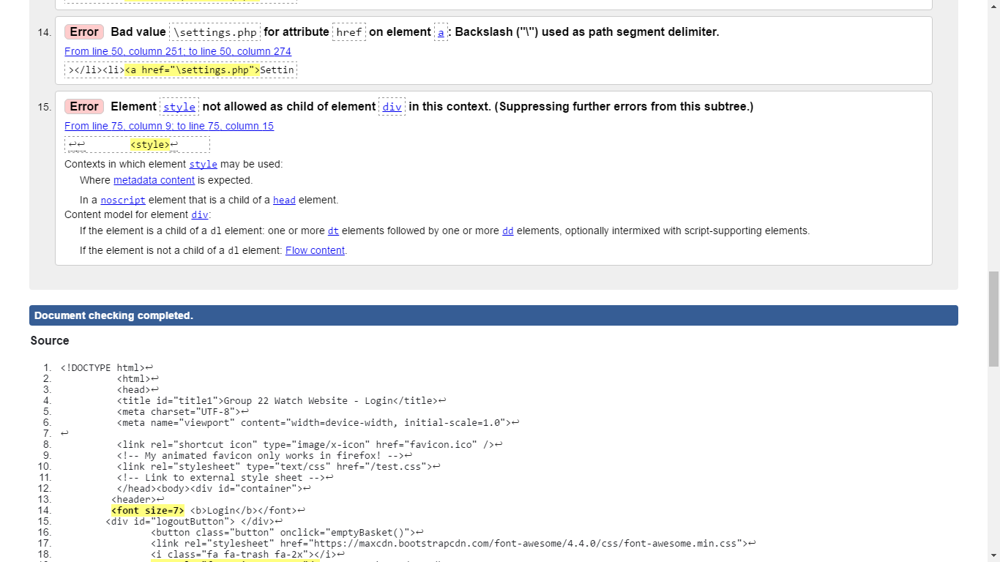 14. Error Bad value \settings.php for attribute href on element a: Backslash ("\") used as path segment delimiter.
From line 50, column 251; to line 50, column 274
></li><li><a href="\settings.php">Settin
15. Error Element style not allowed as child of element div in this context. (Suppressing further errors from this subtree.)
From line 75, column 9; to line 75, column 15
↩↩ <style>↩
Contexts in which element style may be used:
Where metadata content is expected.
In a noscript element that is a child of a head element.
Content model for element div:
If the element is a child of a dl element: one or more dt elements followed by one or more dd elements, optionally intermixed with script-supporting elements.
If the element is not a child of a dl element: Flow content.
Document checking completed.
Source
1. <!DOCTYPE html>↩
2. <html>↩
3. <head>↩
4. <title id="title1">Group 22 Watch Website - Login</title>↩
5. <meta charset="UTF-8">↩
6. <meta name="viewport" content="width=device-width, initial-scale=1.0">↩
7. ↩
8. <link rel="shortcut icon" type="image/x-icon" href="favicon.ico" />↩
9. <!-- My animated favicon only works in firefox! -->↩
10. <link rel="stylesheet" type="text/css" href="/test.css">↩
11. <!-- Link to external style sheet -->↩
12. </head><body><div id="container">↩
13. <header>↩
14. <font size=7> <b>Login</b></font>↩
15. <div id="logoutButton"> </div>↩
16. <button class="button" onclick="emptyBasket()">↩
17. <link rel="stylesheet" href="https://maxcdn.bootstrapcdn.com/font-awesome/4.4.0/css/font-awesome.min.css">↩
18. <i class="fa fa-trash fa-2x"></i>↩